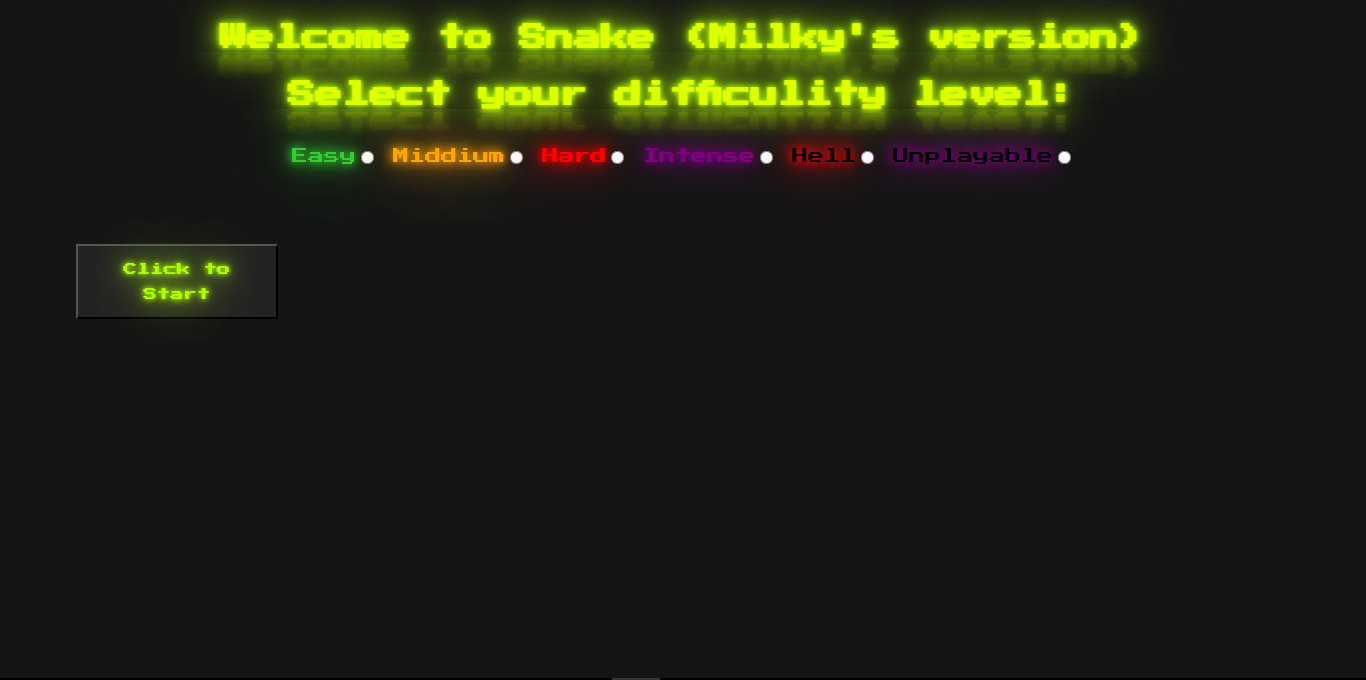 Welcome to Snake (Milky's version)
Select your difficulity level:
Easy Middium Hard Intense Hell Unplayable
Click to
Start